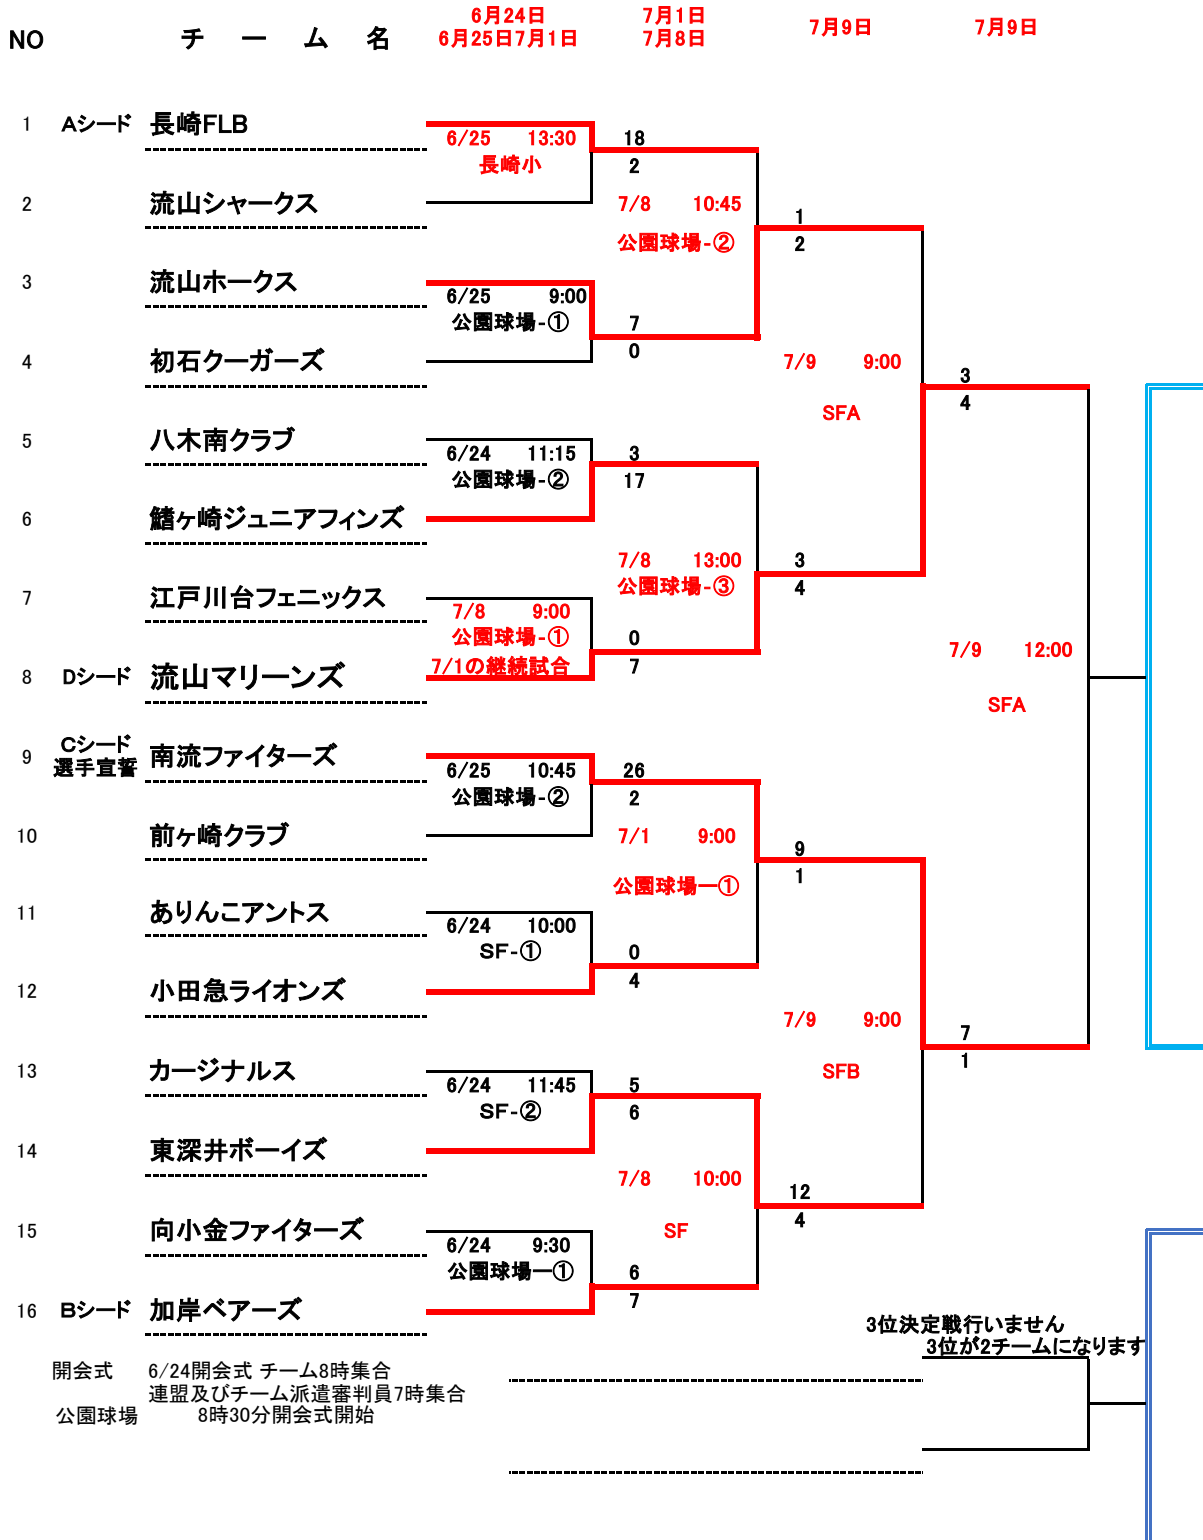 6月24日 7月1日
NO チーム名 6月25日7月1日 7月8日 7月9日 7月9日
1 Aシード 長崎FLB
6/25 13:30 18
長崎小 2
2 流山シャークス 7/8 10:45
1
公園球場-② 2
3 流山ホークス
6/25 9:00
公園球場-① 7
0
4 初石クーガーズ 7/9 9:00
3
SFA 4
5 八木南クラブ
6/24 11:15 3
公園球場-② 17
6 鰭ヶ崎ジュニアフィンズ
7/8 13:00 3
公園球場-③ 4
7 江戸川台フェニックス
7/8 9:00
公園球場-① 0
7/1の継続試合 7
7/9 12:00
8 Dシード 流山マリーンズ
SFA
Cシード
9 南流ファイターズ
選手宣誓
6/25 10:45 26
公園球場-② 2
10 前ヶ崎クラブ 7/1 9:00
9
1
公園球場ー①
11 ありんこアントス
6/24 10:00
SF-① 0
4
12 小田急ライオンズ
7/9 9:00
7
1
13 カージナルス SFB
6/24 11:45 5
SF-② 6
14 東深井ボーイズ
7/8 10:00
12
4
15 向小金ファイターズ SF
6/24 9:30
公園球場ー① 6
7
16 Bシード 加岸ベアーズ
3位決定戦行いません
3位が2チームになります
開会式 6/24開会式 チーム8時集合
連盟及びチーム派遣審判員7時集合
公園球場 8時30分開会式開始